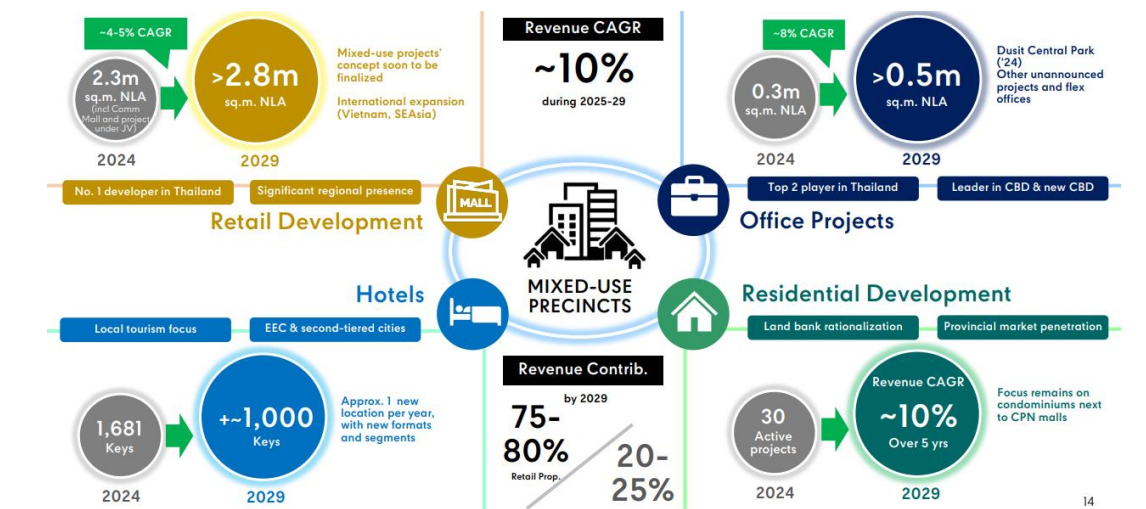 ~4-5% CAGR
2.3m
sq.m. NLA
(incl Comm
Mall and project
under JV)
2024
>2.8m
sq.m. NLA
2029
Mixed-use projects'
concept soon to be
finalized
International expansion
(Vietnam, SEAsia)
No. 1 developer in Thailand
Significant regional presence
Retail Development
MALL
Revenue CAGR
~10%
during 2025-29
~8% CAGR
0.3m
sq.m. NLA
2024
>0.5m
sq.m. NLA
2029
Dusit Central Park
('24)
Other unannounced
projects and flex
offices
Top 2 player in Thailand
Leader in CBD & new CBD
Office Projects
MIXED-USE
PRECINCTS
Hotels
Local tourism focus
EEC & second-tiered cities
1,681
Keys
2024
+~1,000
Keys
2029
Approx. 1 new
location per year,
with new formats
and segments
Revenue Contrib.
by 2029
75-
80%
Retail Prop.
20-
25%
Residential Development
Land bank rationalization
Provincial market penetration
30
Active
projects
2024
Revenue CAGR
~10%
Over 5 yrs
2029
Focus remains on
condominiums next
to CPN malls
14